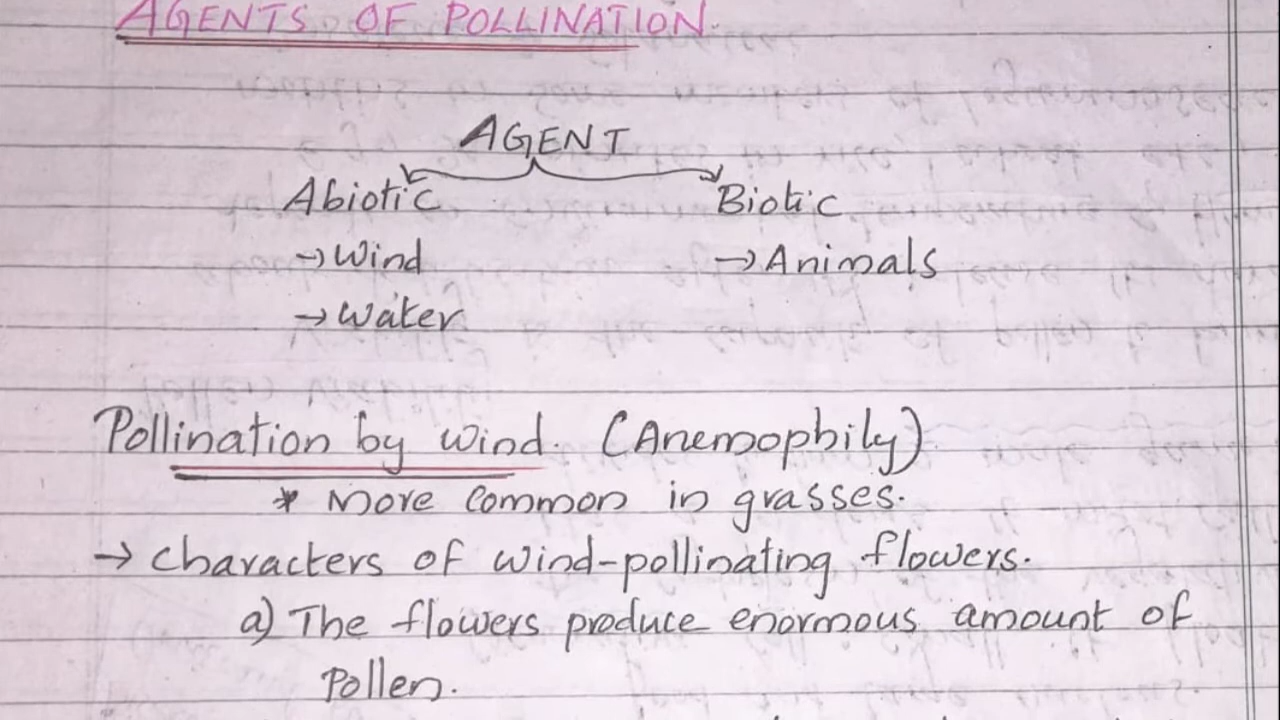 AGENTS OF POLLINATION.
AGENT
Abiotic Biotic
→ Wind → Animals
→ Water
Pollination by wind. (Anemophily)
* More common in grasses.
→ characters of wind-pollinating flowers.
a) The flowers produce enormous amount of
Pollen.